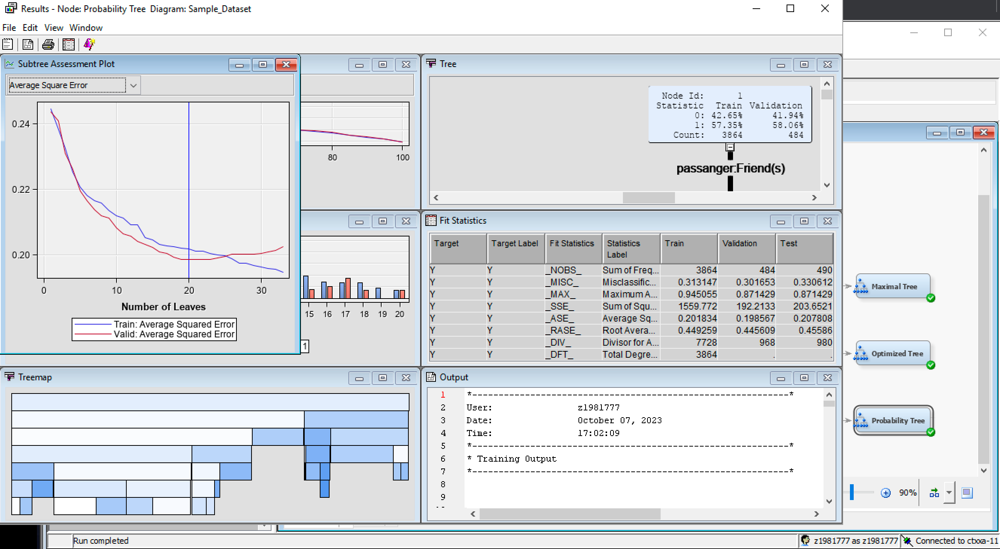 Results - Node: Probability Tree Diagram: Sample_Dataset
File Edit View Window
Subtree Assessment Plot
Average Square Error
0.24
0.22
0.20
0 10 20 30
Number of Leaves
Train: Average Squared Error
Valid: Average Squared Error
80 100
15 16 17 18 19 20
1
Tree
Node Id: 1
Statistic Train Validation
0: 42.65% 41.94%
1: 57.35% 58.06%
Count: 3864 484
passanger:Friend(s)
Fit Statistics
Target Target Label Fit Statistics Statistics Label Train Validation Test
Y Y _NOBS_ Sum of Freq... 3864 484 490
Y Y _MISC_ Misclassific... 0.313147 0.301653 0.330612
Y Y _MAX_ Maximum A... 0.945055 0.871429 0.871429
Y Y _SSE_ Sum of Squ... 1559.772 192.2133 203.6521
Y Y _ASE_ Average Sq... 0.201834 0.198567 0.207808
Y Y _RASE_ Root Avera... 0.449259 0.445609 0.45586
Y Y _DIV_ Divisor for A... 7728 968 980
Y Y _DFT_ Total Degre... 3864 . .
Treemap
Output
1 *------------------------------------------------------------*
2 User: z1981777
3 Date: October 07, 2023
4 Time: 17:02:09
5 *------------------------------------------------------------*
6 * Training Output
7 *------------------------------------------------------------*
8
9
Maximal Tree
Optimized Tree
Probability Tree
90%
Run completed
z1981777 as z1981777
Connected to ctxxa-11